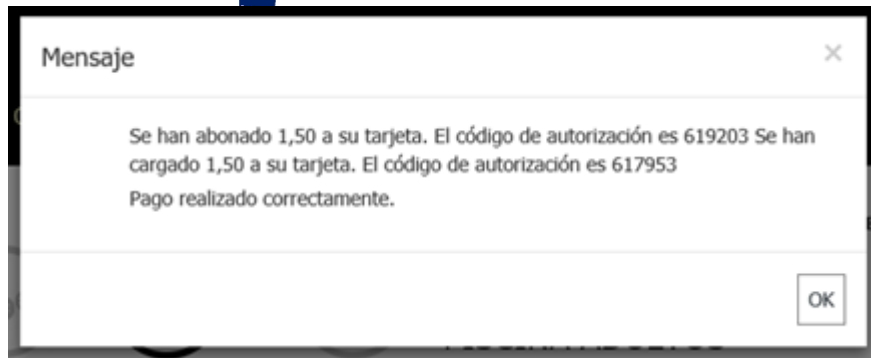 Mensaje
×
Se han abonado 1,50 a su tarjeta. El código de autorización es 619203 Se han
cargado 1,50 a su tarjeta. El código de autorización es 617953
Pago realizado correctamente.
OK